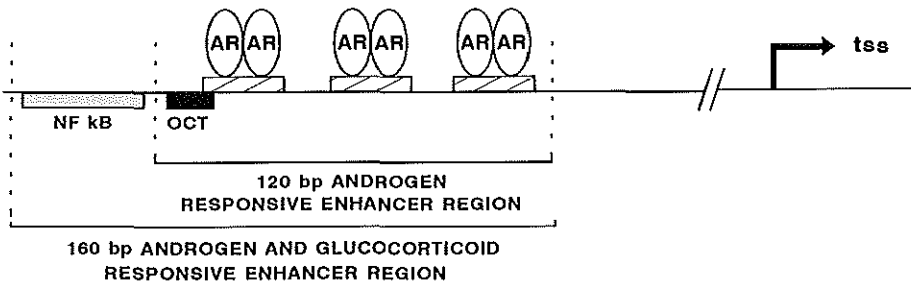 AR AR AR AR AR AR
tss
NF kB OCT
120 bp ANDROGEN
RESPONSIVE ENHANCER REGION
160 bp ANDROGEN AND GLUCOCORTICOID
RESPONSIVE ENHANCER REGION